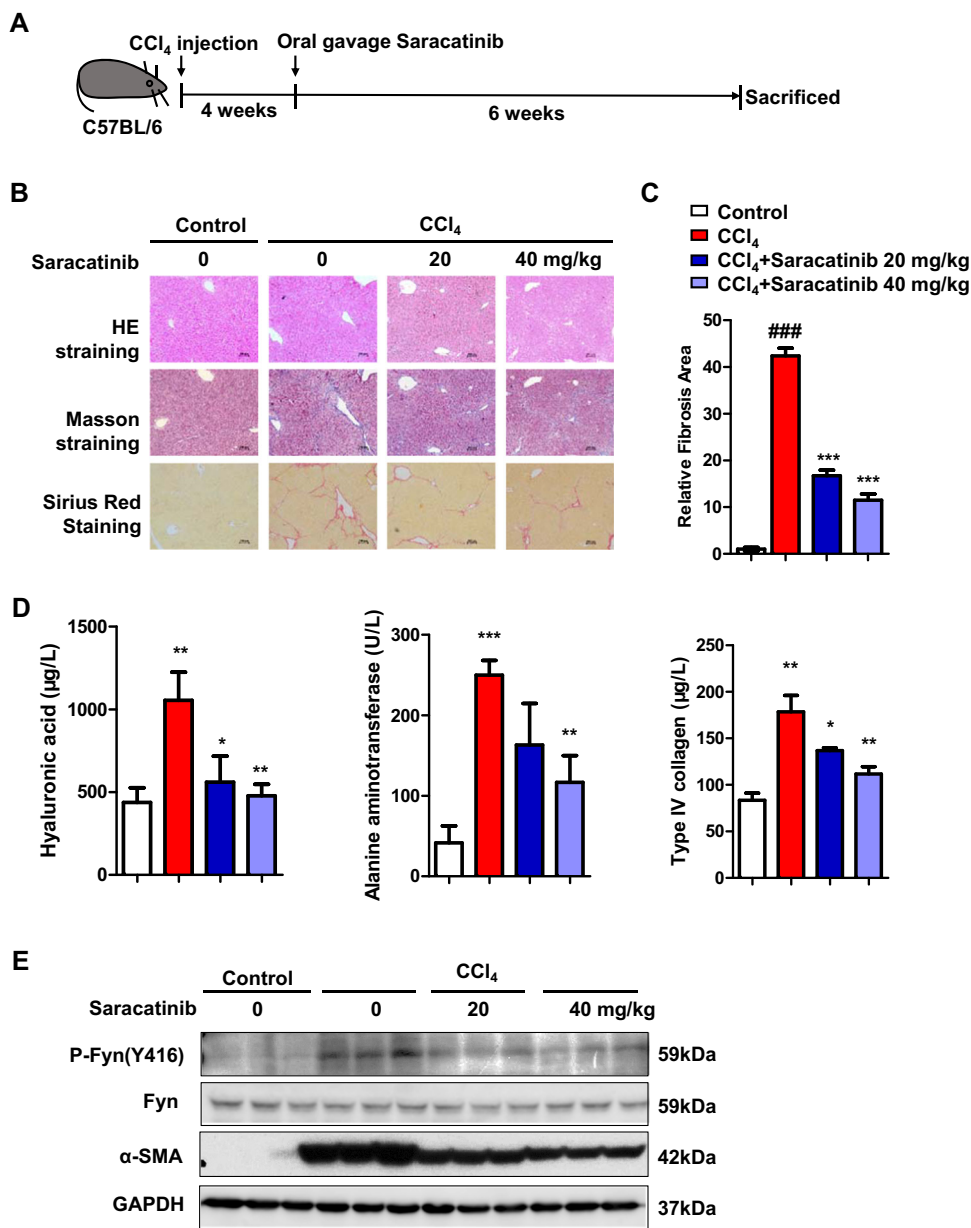 A
CCl₄ injection
Oral gavage Saracatinib
4 weeks
6 weeks
Sacrificed
C57BL/6
B
Control
CCl₄
Saracatinib
0
0
20
40 mg/kg
HE
straining
Masson
straining
Sirius Red
Staining
C
Control
CCl₄
CCl₄+Saracatinib 20 mg/kg
CCl₄+Saracatinib 40 mg/kg
Relative Fibrosis Area
50
40
30
20
10
0
###
***
***
D
Hyaluronic acid (μg/L)
1500
1000
500
0
**
*
**
Alanine aminotransferase (U/L)
300
200
100
0
***
**
Type IV collagen (μg/L)
250
200
150
100
50
0
**
*
**
E
Control
CCl₄
Saracatinib
0
0
20
40 mg/kg
P-Fyn(Y416)
59kDa
Fyn
59kDa
α-SMA
42kDa
GAPDH
37kDa